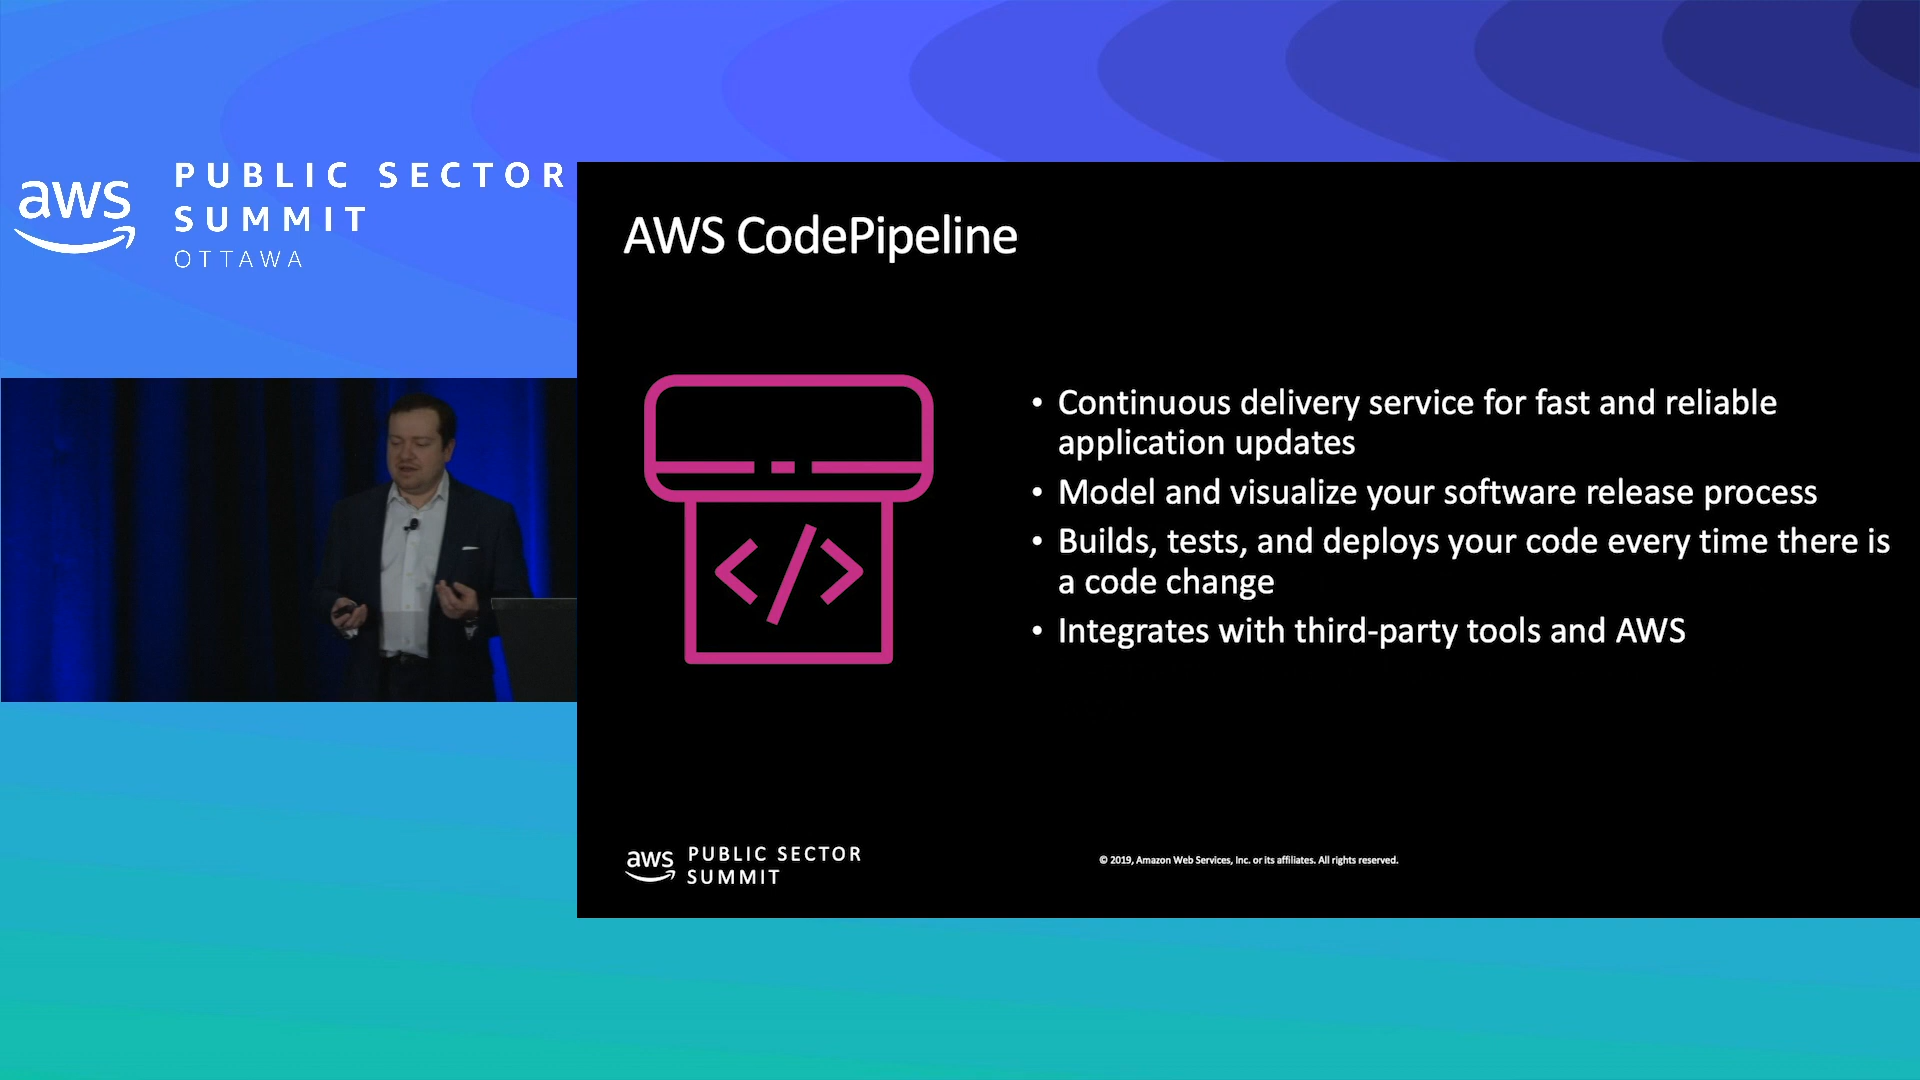 aws
PUBLIC SECTOR
SUMMIT
OTTAWA
AWS CodePipeline
</>
• Continuous delivery service for fast and reliable
application updates
• Model and visualize your software release process
• Builds, tests, and deploys your code every time there is
a code change
• Integrates with third-party tools and AWS
aws
PUBLIC SECTOR
SUMMIT
© 2019, Amazon Web Services, Inc. or its affiliates. All rights reserved.